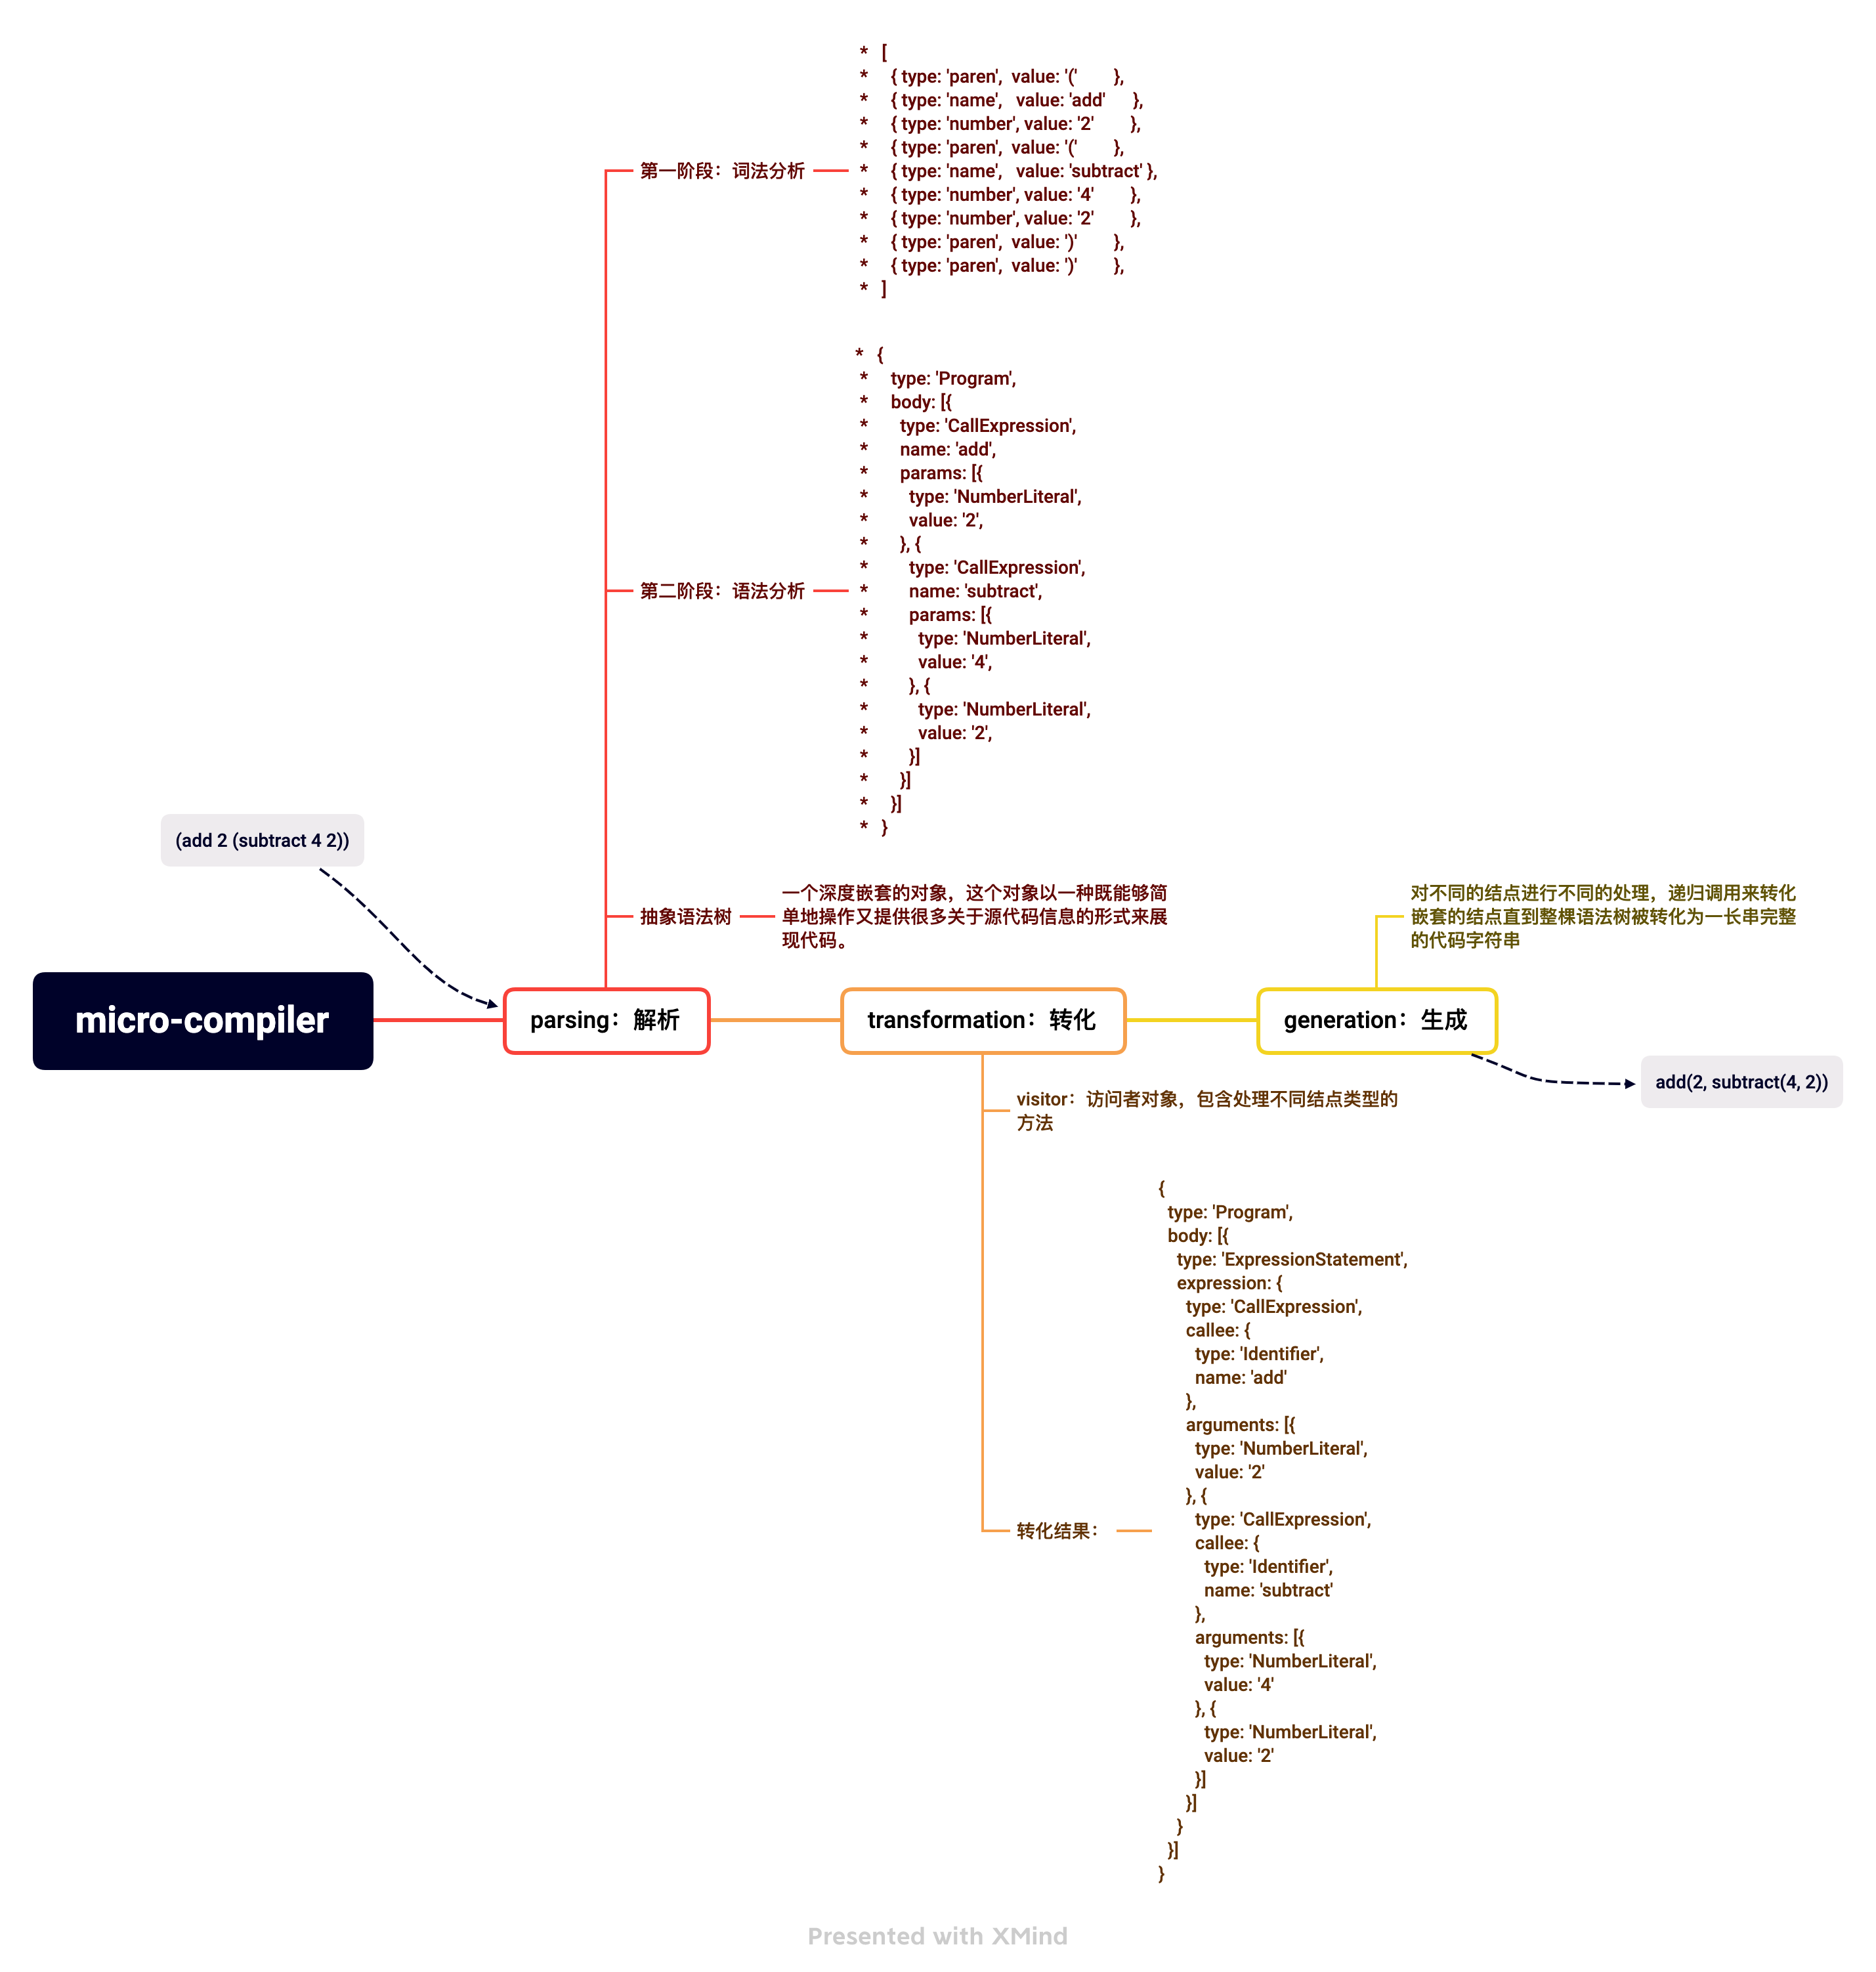 * [
* { type: 'paren', value: '(' },
* { type: 'name', value: 'add' },
* { type: 'number', value: '2' },
* { type: 'paren', value: '(' },
* { type: 'name', value: 'subtract' },
* { type: 'number', value: '4' },
* { type: 'number', value: '2' },
* { type: 'paren', value: ')' },
* { type: 'paren', value: ')' },
* ]
第一阶段：词法分析
* {
* type: 'Program',
* body: [{
* type: 'CallExpression',
* name: 'add',
* params: [{
* type: 'NumberLiteral',
* value: '2',
* }, {
* type: 'CallExpression',
* name: 'subtract',
* params: [{
* type: 'NumberLiteral',
* value: '4',
* }, {
* type: 'NumberLiteral',
* value: '2',
* }]
* }]
* }]
* }
第二阶段：语法分析
(add 2 (subtract 4 2))
抽象语法树
一个深度嵌套的对象，这个对象以一种既能够简
单地操作又提供很多关于源代码信息的形式来展
现代码。
对不同的结点进行不同的处理，递归调用来转化
嵌套的结点直到整棵语法树被转化为一长串完整
的代码字符串
micro-compiler
parsing：解析
transformation：转化
generation：生成
add(2, subtract(4, 2))
visitor：访问者对象，包含处理不同结点类型的
方法
转化结果：
{
type: 'Program',
body: [{
type: 'ExpressionStatement',
expression: {
type: 'CallExpression',
callee: {
type: 'Identifier',
name: 'add'
},
arguments: [{
type: 'NumberLiteral',
value: '2'
}, {
type: 'CallExpression',
callee: {
type: 'Identifier',
name: 'subtract'
},
arguments: [{
type: 'NumberLiteral',
value: '4'
}, {
type: 'NumberLiteral',
value: '2'
}]
}]
}
}]
}
Presented with XMind